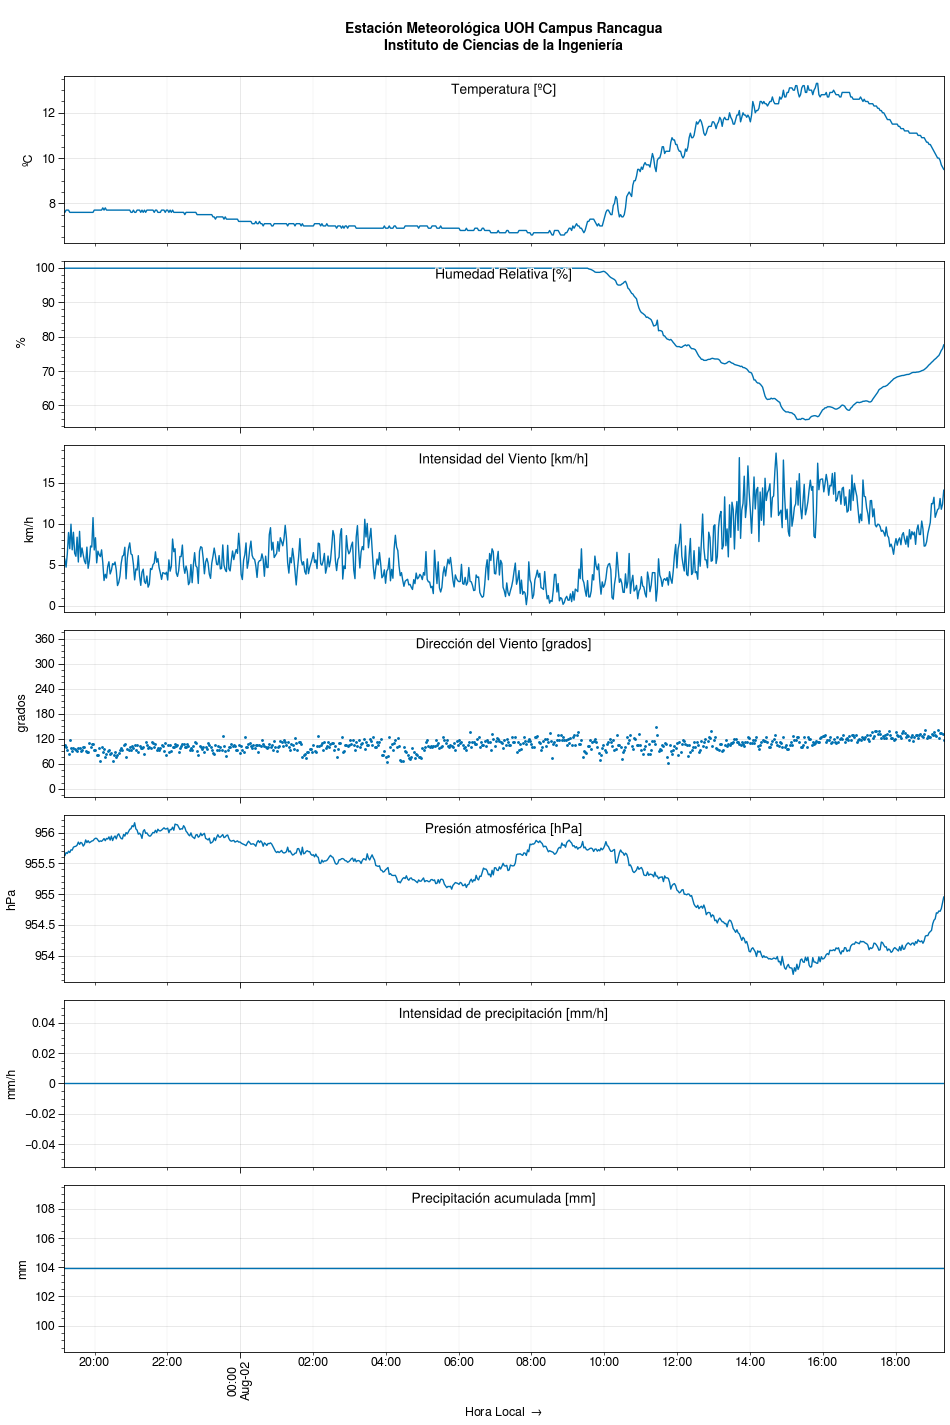 Estación Meteorológica UOH Campus Rancagua
Instituto de Ciencias de la Ingeniería
Temperatura [ºC]
ºC
12
10
8
Humedad Relativa [%]
%
100
90
80
70
60
Intensidad del Viento [km/h]
km/h
15
10
5
0
Dirección del Viento [grados]
grados
360
300
240
180
120
60
0
Presión atmosférica [hPa]
hPa
956
955.5
955
954.5
954
Intensidad de precipitación [mm/h]
mm/h
0.04
0.02
0
−0.02
−0.04
Precipitación acumulada [mm]
mm
108
106
104
102
100
20:00 22:00 00:00 02:00 04:00 06:00 08:00 10:00 12:00 14:00 16:00 18:00
Aug-02
Hora Local →